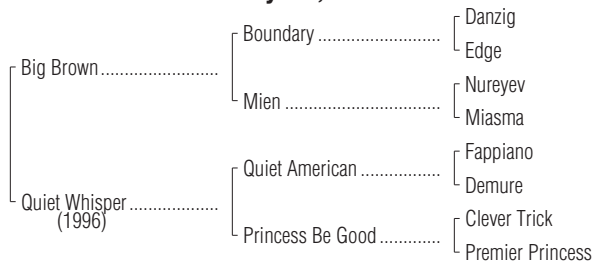 Danzig
Boundary ..........................
Edge
Big Brown .........................
Nureyev
Mien .................................
Miasma
Fappiano
Quiet American .................
Demure
Quiet Whisper ...................
(1996)
Clever Trick
Princess Be Good .............
Premier Princess